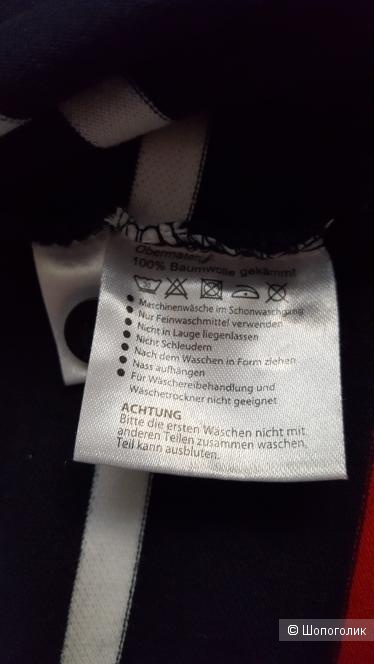 Obermaterial
100% Baumwolle gekämmt
30
• Maschinenwäsche im Schonwaschgang
• Nur Feinwaschmittel verwenden
• Nicht in Lauge liegenlassen
• Nicht Schleudern
• Nach dem Waschen in Form ziehen
• Nass aufhängen
• Für Wäschereibehandlung und
Wäschetrockner nicht geeignet
ACHTUNG
Bitte die ersten Wäschen nicht mit
anderen Teilen zusammen waschen.
Teil kann ausbluten.
© Шопоголик